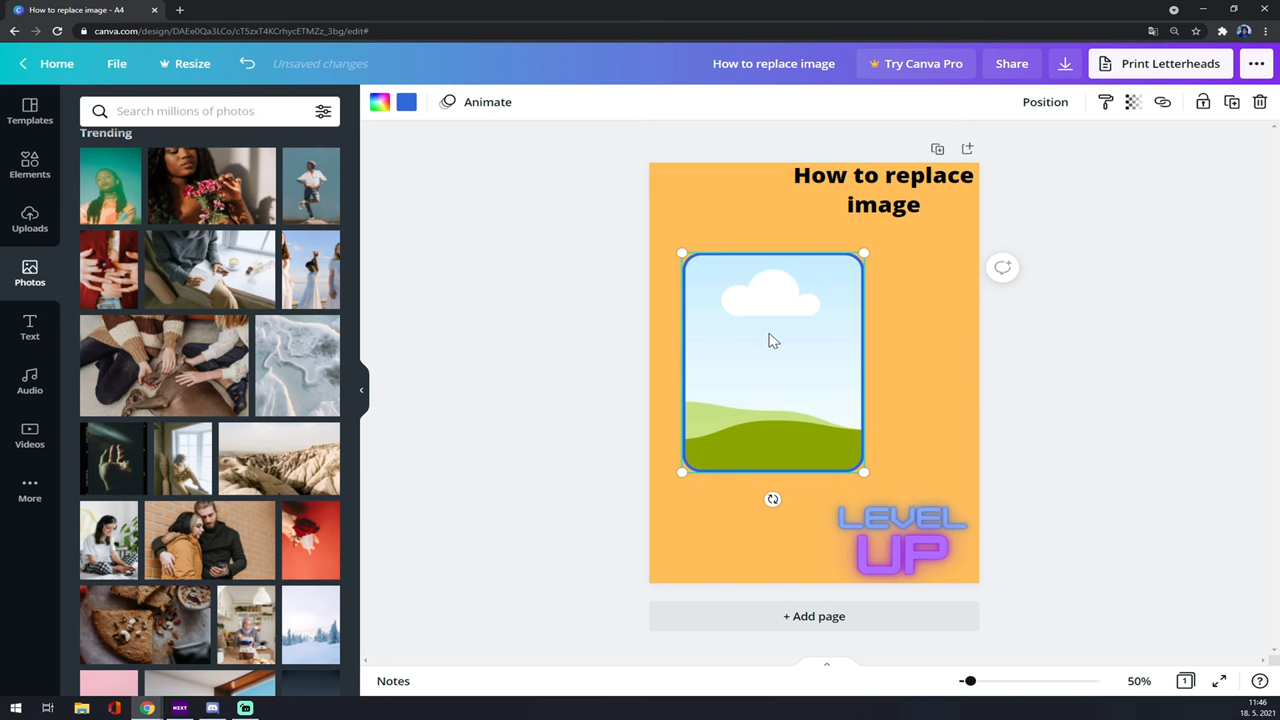 How to replace image - A4
canva.com/design/DAEe0Qa3LCo/cT5zxT4KCrhycETMZz_3bg/edit#
Home
File
Resize
Unsaved changes
How to replace image
Try Canva Pro
Share
Print Letterheads
Templates
Elements
Uploads
Photos
Text
Audio
Videos
More
Search millions of photos
Trending
Animate
Position
How to replace
image
LEVEL
UP
+ Add page
Notes
50%
1
NEXT
11:46
18. 5. 2021